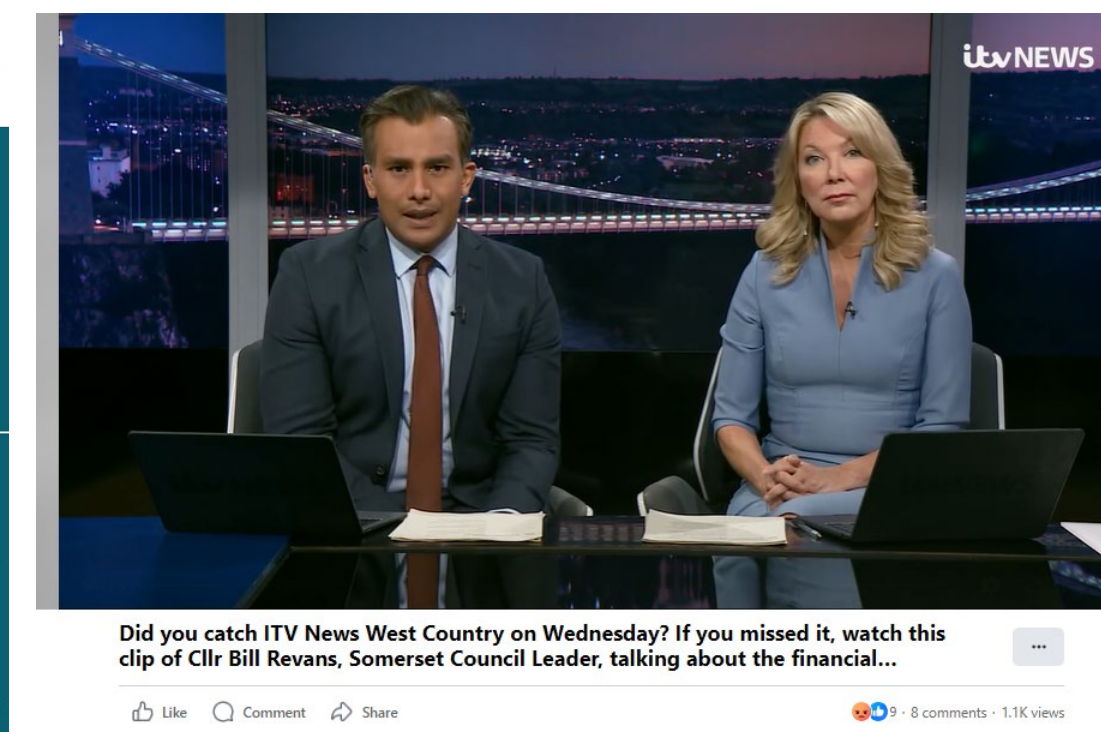 itv NEWS
Did you catch ITV News West Country on Wednesday? If you missed it, watch this
clip of Cllr Bill Revans, Somerset Council Leader, talking about the financial...
Like Comment Share 9 · 8 comments · 1.1K views